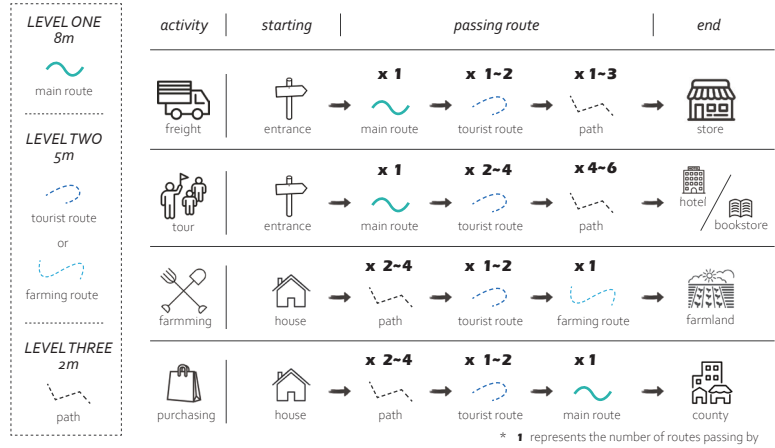 LEVEL ONE
8m
main route
LEVEL TWO
5m
tourist route
or
farming route
LEVEL THREE
2m
path
activity starting passing route end
x 1 x 1~2 x 1~3
freight entrance main route tourist route path store
x 1 x 2~4 x 4~6
tour entrance main route tourist route path hotel
bookstore
x 2~4 x 1~2 x 1
farmming house path tourist route farming route farmland
x 2~4 x 1~2 x 1
purchasing house path tourist route main route county
* 1 represents the number of routes passing by